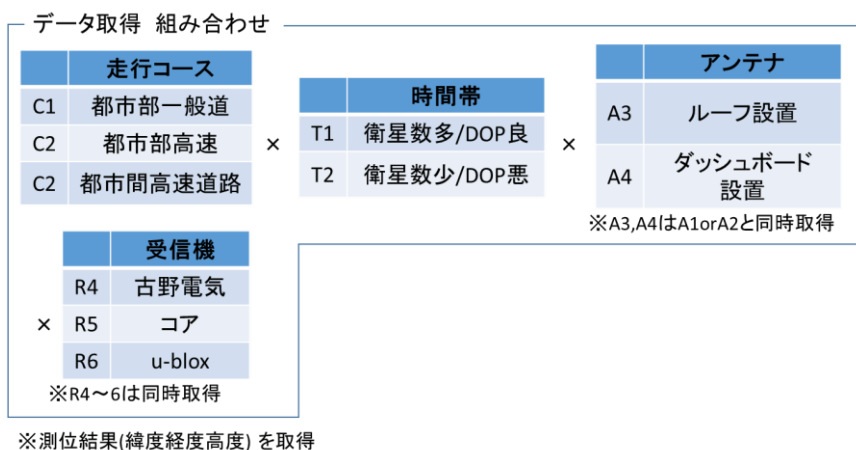 データ取得 組み合わせ
走行コース
C1 都市部一般道
C2 都市部高速
C2 都市間高速道路
×
時間帯
T1 衛星数多/DOP良
T2 衛星数少/DOP悪
×
アンテナ
A3 ルーフ設置
A4 ダッシュボード
設置
※A3,A4はA1orA2と同時取得
×
受信機
R4 古野電気
R5 コア
R6 u-blox
※R4～6は同時取得
※測位結果(緯度経度高度) を取得